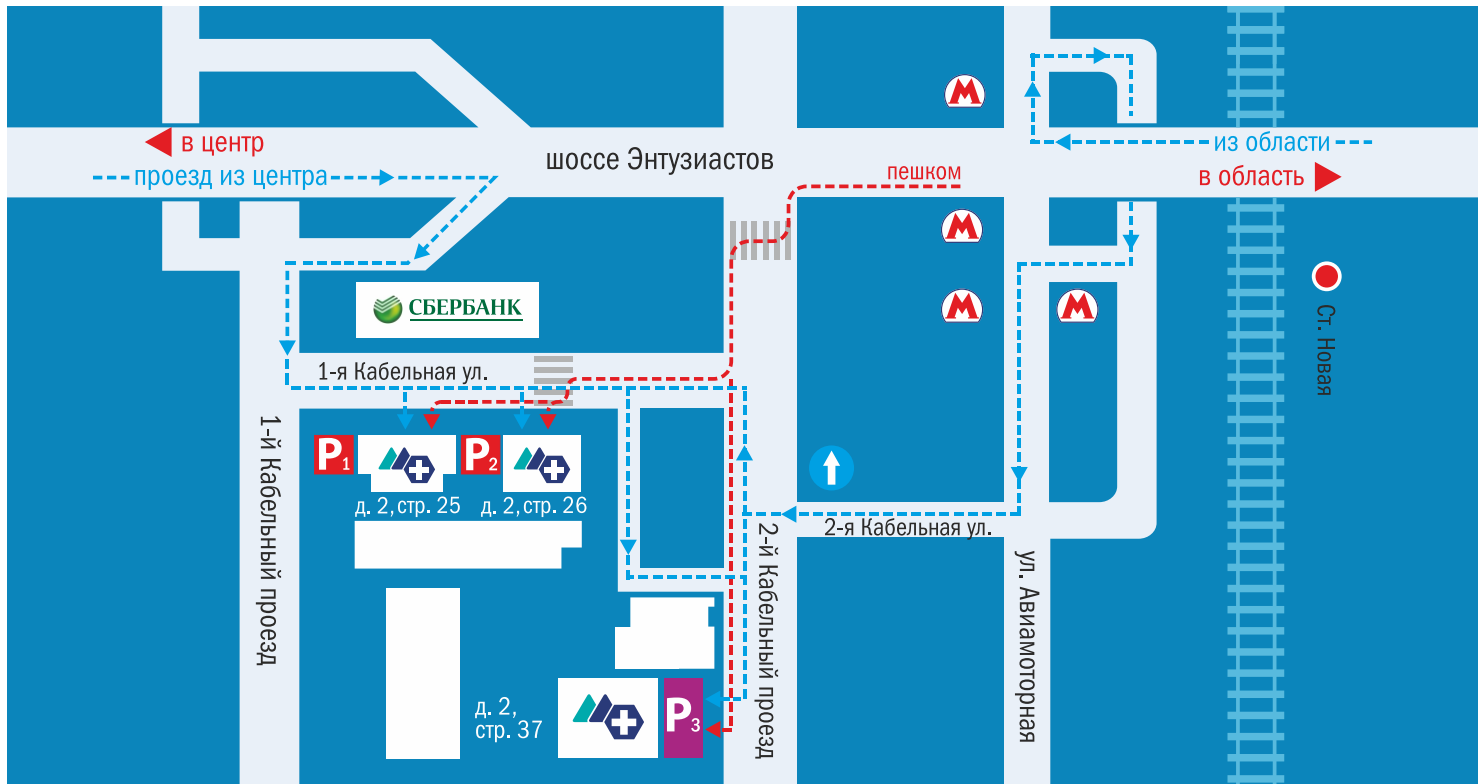 М
в центр
из области
проезд из центра
шоссе Энтузиастов
пешком
в область
М
М
М
СБЕРБАНК
Ст. Новая
1-я Кабельная ул.
1-й Кабельный проезд
P1
P2
д. 2, стр. 25
д. 2, стр. 26
2-я Кабельная ул.
2-й Кабельный проезд
ул. Авиамоторная
д. 2,
стр. 37
P3